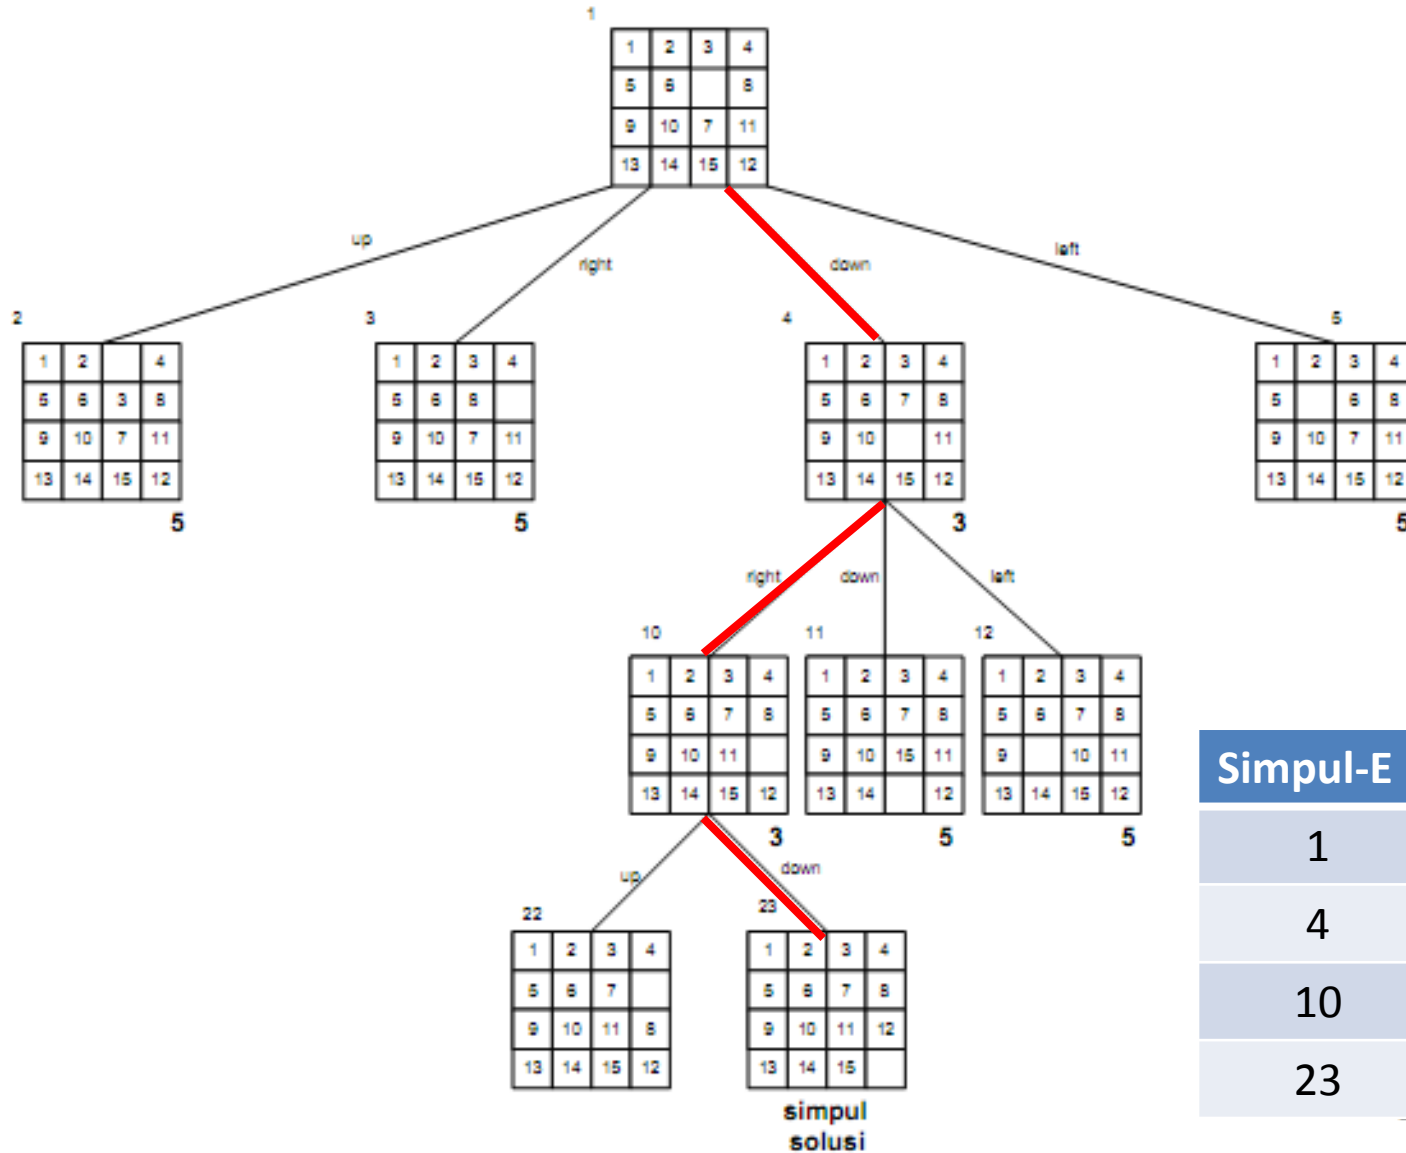 1
1 2 3 4
5 6 8
9 10 7 11
13 14 15 12
up right down left
2 3 4 5
1 2 4
5 6 3 8
9 10 7 11
13 14 15 12
5
1 2 3 4
5 6 8
9 10 7 11
13 14 15 12
5
1 2 3 4
5 6 7 8
9 10 11
13 14 15 12
3
1 2 3 4
5 6 8
9 10 7 11
13 14 15 12
5
right down left
10 11 12
1 2 3 4
5 6 7 8
9 10 11
13 14 15 12
3
1 2 3 4
5 6 7 8
9 10 15 11
13 14 12
5
1 2 3 4
5 6 7 8
9 10 11
13 14 15 12
5
up down
22 23
1 2 3 4
5 6 7
9 10 11 8
13 14 15 12
1 2 3 4
5 6 7 8
9 10 11 12
13 14 15
simpul
solusi
Simpul-E
1
4
10
23